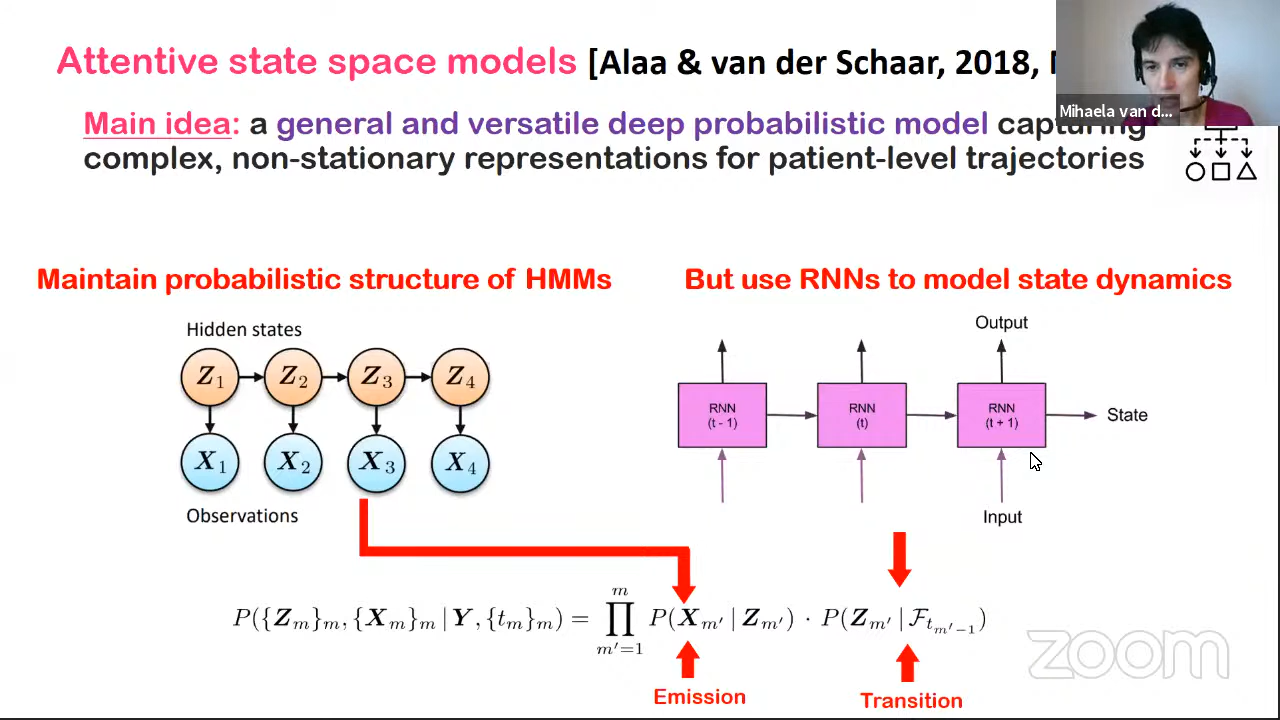 Attentive state space models [Alaa & van der Schaar, 2018,
Mihaela van d...
Main idea: a general and versatile deep probabilistic model capturing
complex, non-stationary representations for patient-level trajectories
Maintain probabilistic structure of HMMs
But use RNNs to model state dynamics
Hidden states
Z1 Z2 Z3 Z4
X1 X2 X3 X4
Observations
Output
RNN
(t - 1)
RNN
(t)
RNN
(t + 1)
State
Input
P({Z_m}_m, {X_m}_m | Y, {t_m}_m) = ∏_{m'=1}^{m} P(X_{m'} | Z_{m'}) · P(Z_{m'} | ℱ_{t_{m'-1}})
Emission
Transition
zoom